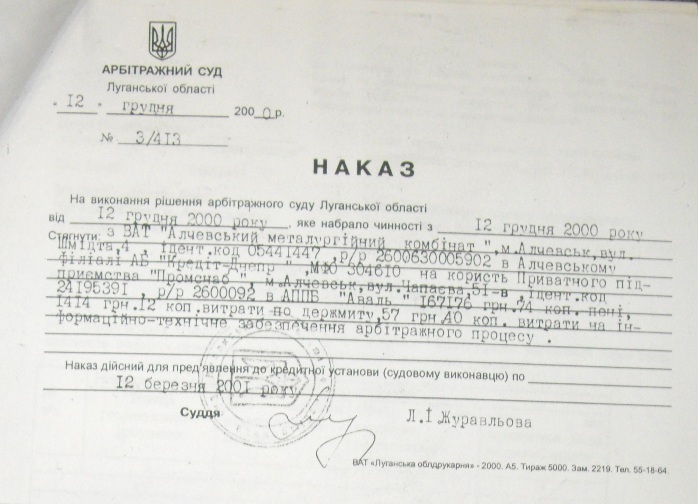 АРБІТРАЖНИЙ СУД
Луганської області
" 12 " грудня 2000 р.
№ 3/413
НАКАЗ
На виконання рішення арбітражного суду Луганської області
від 12 грудня 2000 року , яке набрало чинності з 12 грудня 2000 року
Стягнути: з ВАТ "Алчевський металургійний комбінат ",м.Алчевськ,вул.
Шмідта,4 , ідент.код 05441447 ,р/р 2600630005902 в Алчевському
філіалі АБ "Кредіт-Днепр " ,МФО 304610 на користь Приватного під-
приємства "Промснаб" , м.Алчевськ,вул.Чапаєва,51-в ,ідент.код
24195391 , р/р 2600092 в АППБ "Аваль " 167176 грн.74 коп. пені,
1414 грн.12 коп.витрати по держмиту,57 грн.40 коп. витрати на ін-
формаційно-технічне забезпечення арбітражного процесу .
Наказ дійсний для пред'явлення до кредитної установи (судовому виконавцю) по
12 березня 2001 року
Суддя Л.І Журавльова
ВАТ «Луганська облдрукарня» - 2000. А5. Тираж 5000. Зам. 2219. Тел. 55-18-64.